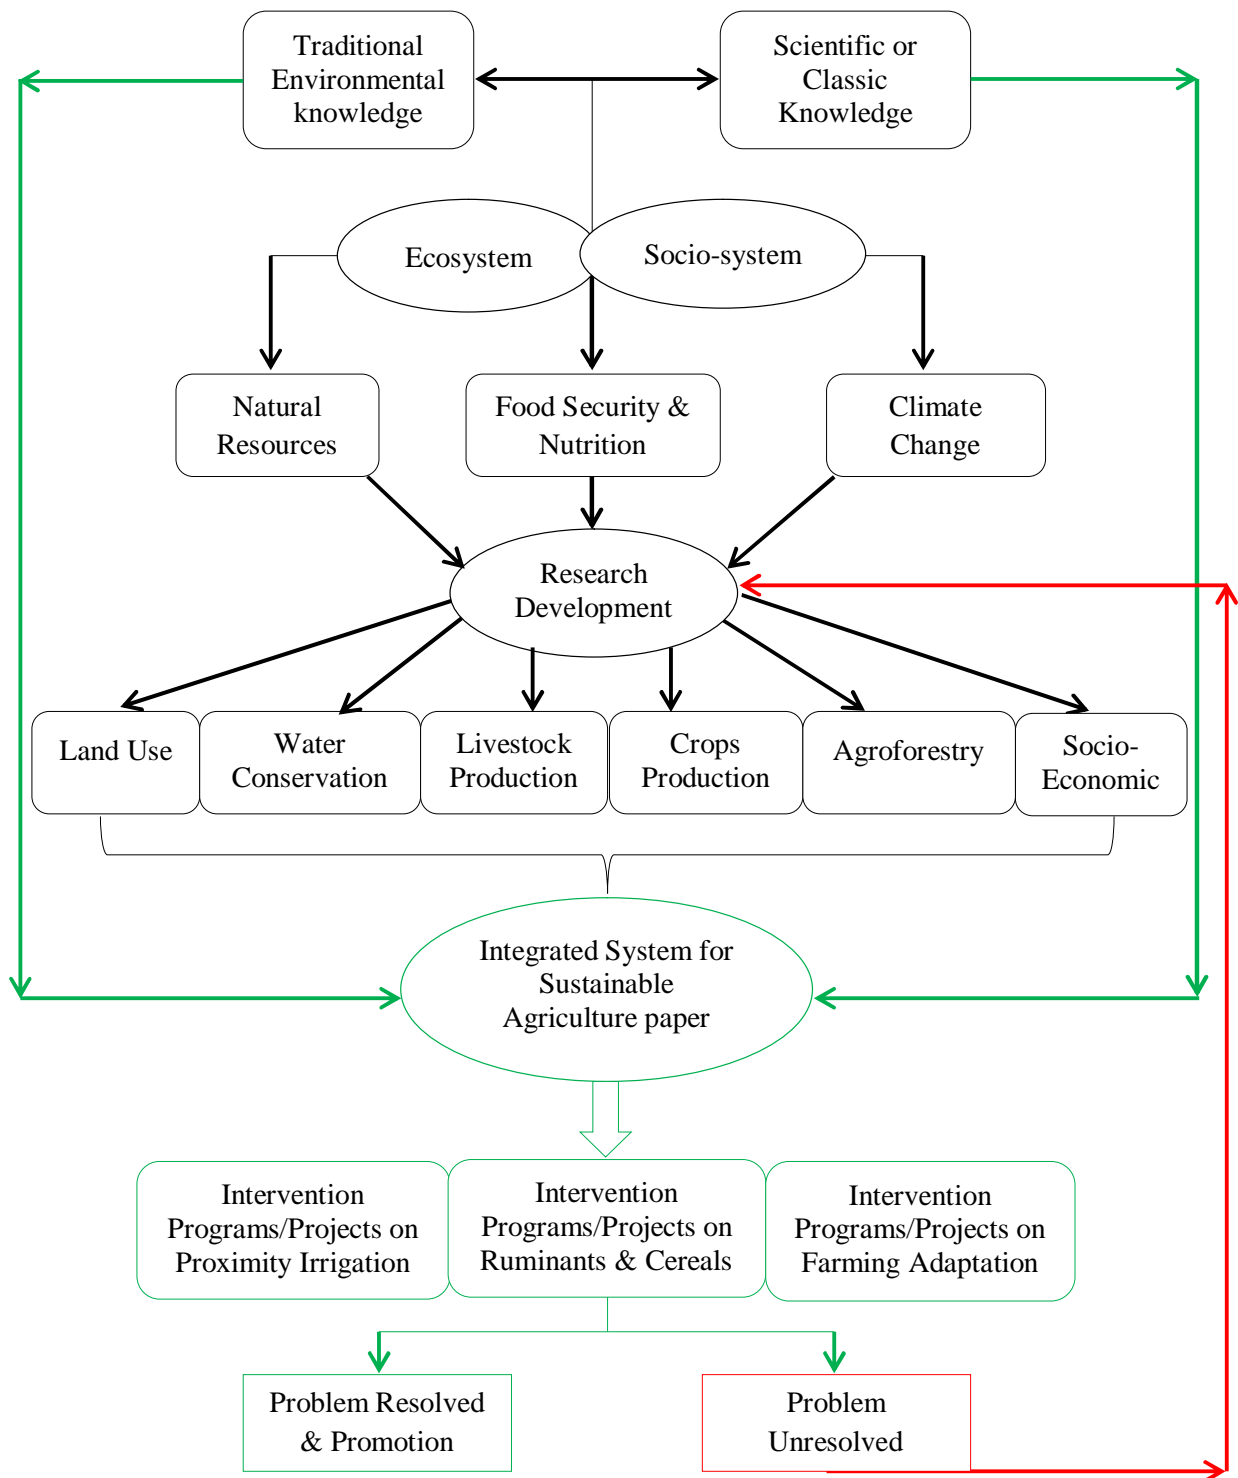 Traditional
Environmental
knowledge
Scientific or
Classic
Knowledge
Ecosystem
Socio-system
Natural
Resources
Food Security &
Nutrition
Climate
Change
Research
Development
Land Use
Water
Conservation
Livestock
Production
Crops
Production
Agroforestry
Socio-
Economic
Integrated System for
Sustainable
Agriculture paper
Intervention
Programs/Projects on
Proximity Irrigation
Intervention
Programs/Projects on
Ruminants & Cereals
Intervention
Programs/Projects on
Farming Adaptation
Problem Resolved
& Promotion
Problem
Unresolved